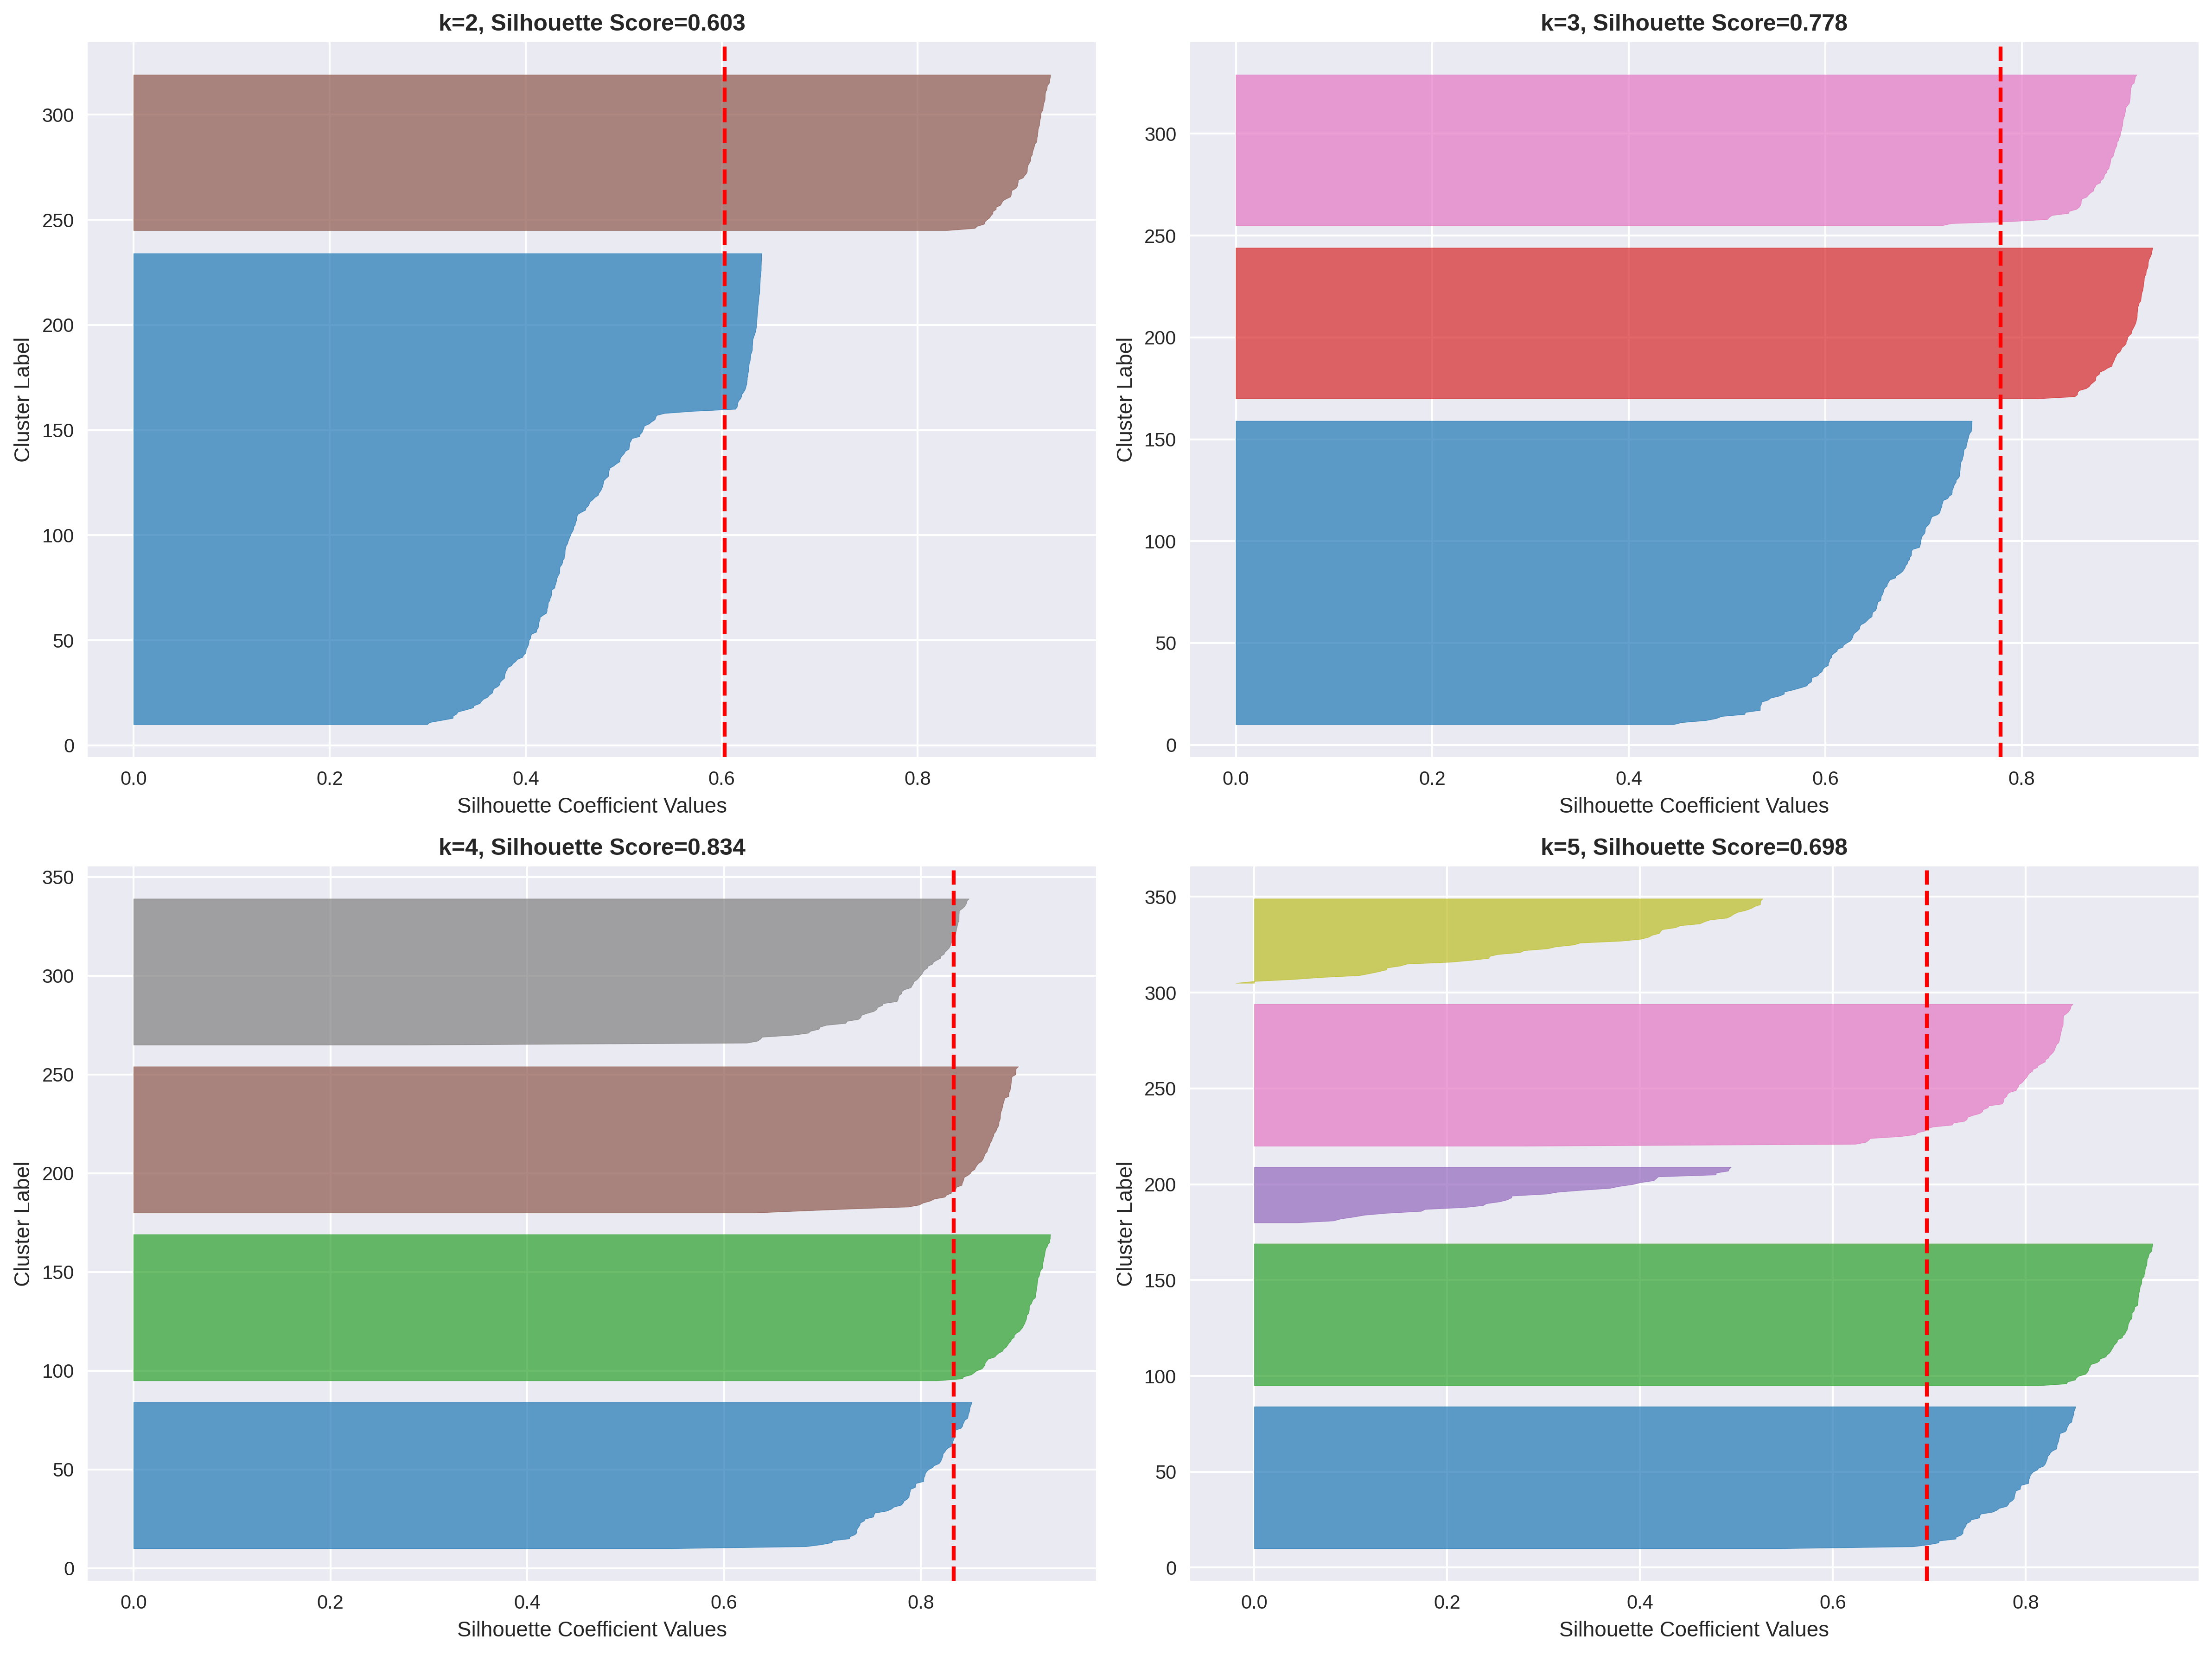 k=2, Silhouette Score=0.603
300
250
200
150
100
50
0
Cluster Label
0.0 0.2 0.4 0.6 0.8
Silhouette Coefficient Values
k=3, Silhouette Score=0.778
300
250
200
150
100
50
0
Cluster Label
0.0 0.2 0.4 0.6 0.8
Silhouette Coefficient Values
k=4, Silhouette Score=0.834
350
300
250
200
150
100
50
0
Cluster Label
0.0 0.2 0.4 0.6 0.8
Silhouette Coefficient Values
k=5, Silhouette Score=0.698
350
300
250
200
150
100
50
0
Cluster Label
0.0 0.2 0.4 0.6 0.8
Silhouette Coefficient Values